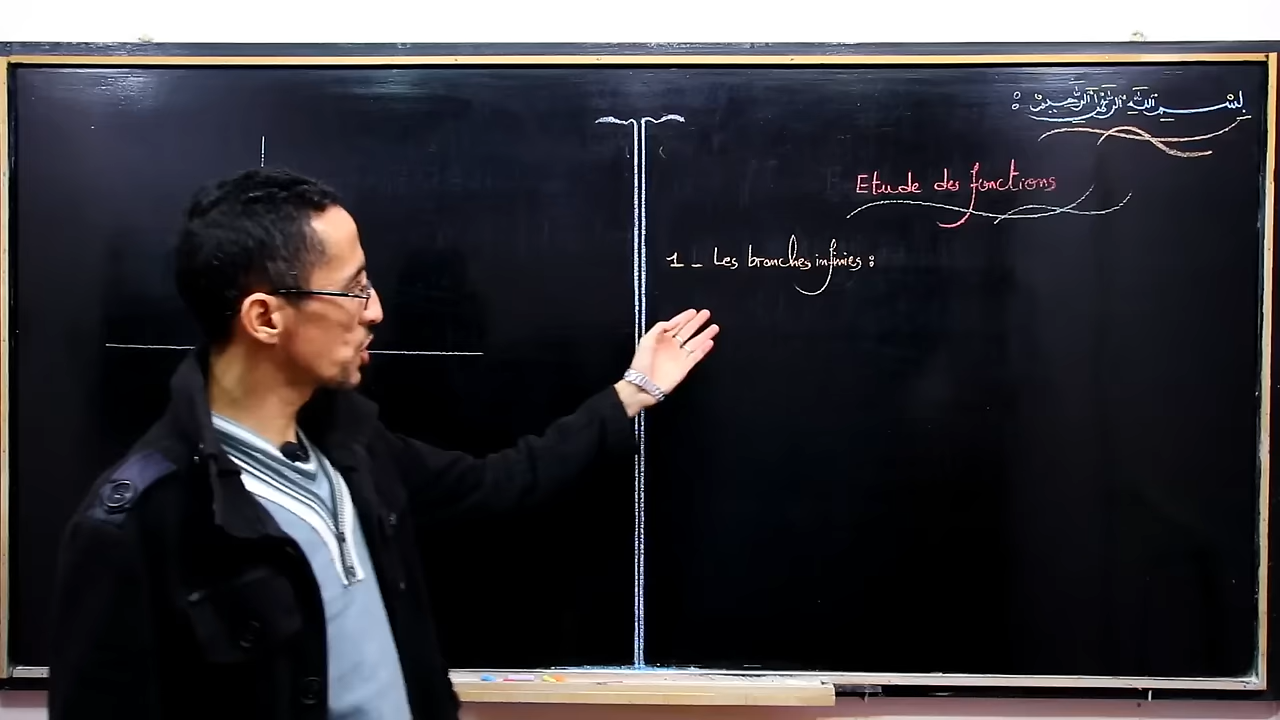 بسم الله الرحمن الرحيم :
Etude des fonctions
1 _ Les branches infinies :